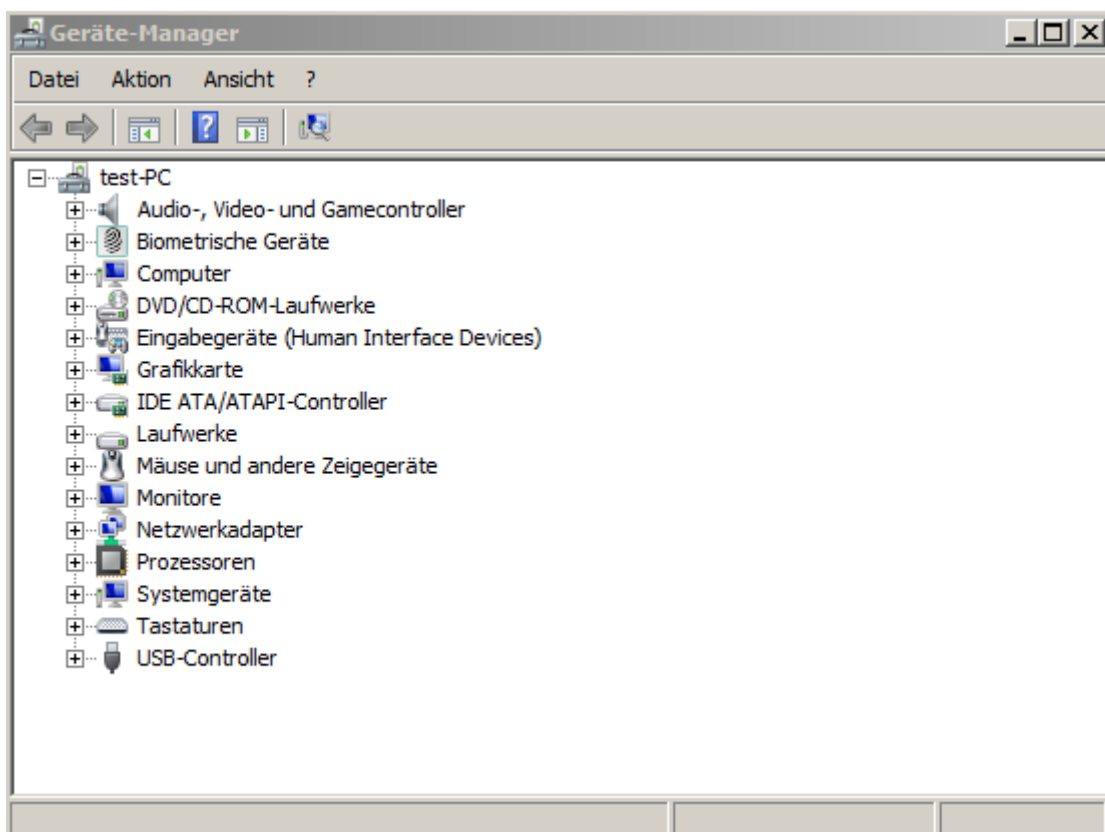 Geräte-Manager
Datei Aktion Ansicht ?
test-PC
Audio-, Video- und Gamecontroller
Biometrische Geräte
Computer
DVD/CD-ROM-Laufwerke
Eingabegeräte (Human Interface Devices)
Grafikkarte
IDE ATA/ATAPI-Controller
Laufwerke
Mäuse und andere Zeigegeräte
Monitore
Netzwerkadapter
Prozessoren
Systemgeräte
Tastaturen
USB-Controller